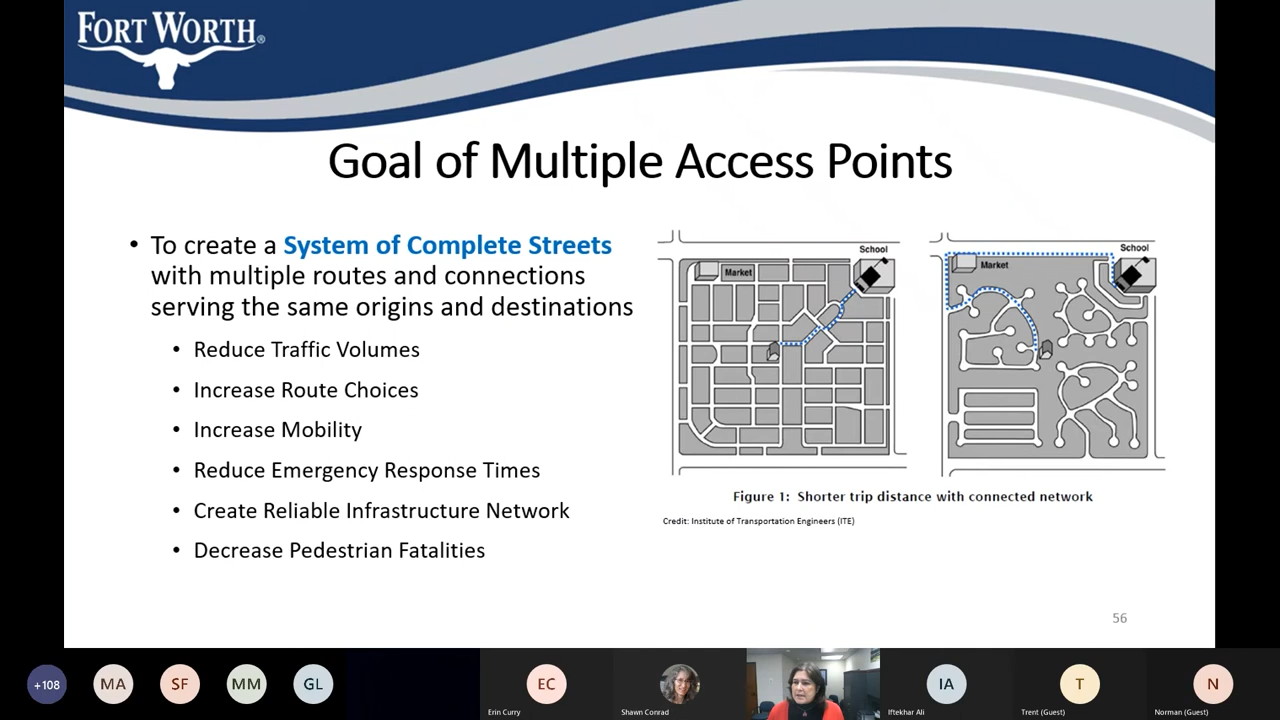 FORT WORTH®
Goal of Multiple Access Points
• To create a System of Complete Streets
with multiple routes and connections
serving the same origins and destinations
• Reduce Traffic Volumes
• Increase Route Choices
• Increase Mobility
• Reduce Emergency Response Times
• Create Reliable Infrastructure Network
• Decrease Pedestrian Fatalities
School
Market
School
Market
Figure 1: Shorter trip distance with connected network
Credit: Institute of Transportation Engineers (ITE)
56
+108
MA
SF
MM
GL
EC
Erin Curry
Shawn Conrad
IA
Iftekhar Ali
T
Trent (Guest)
N
Norman (Guest)